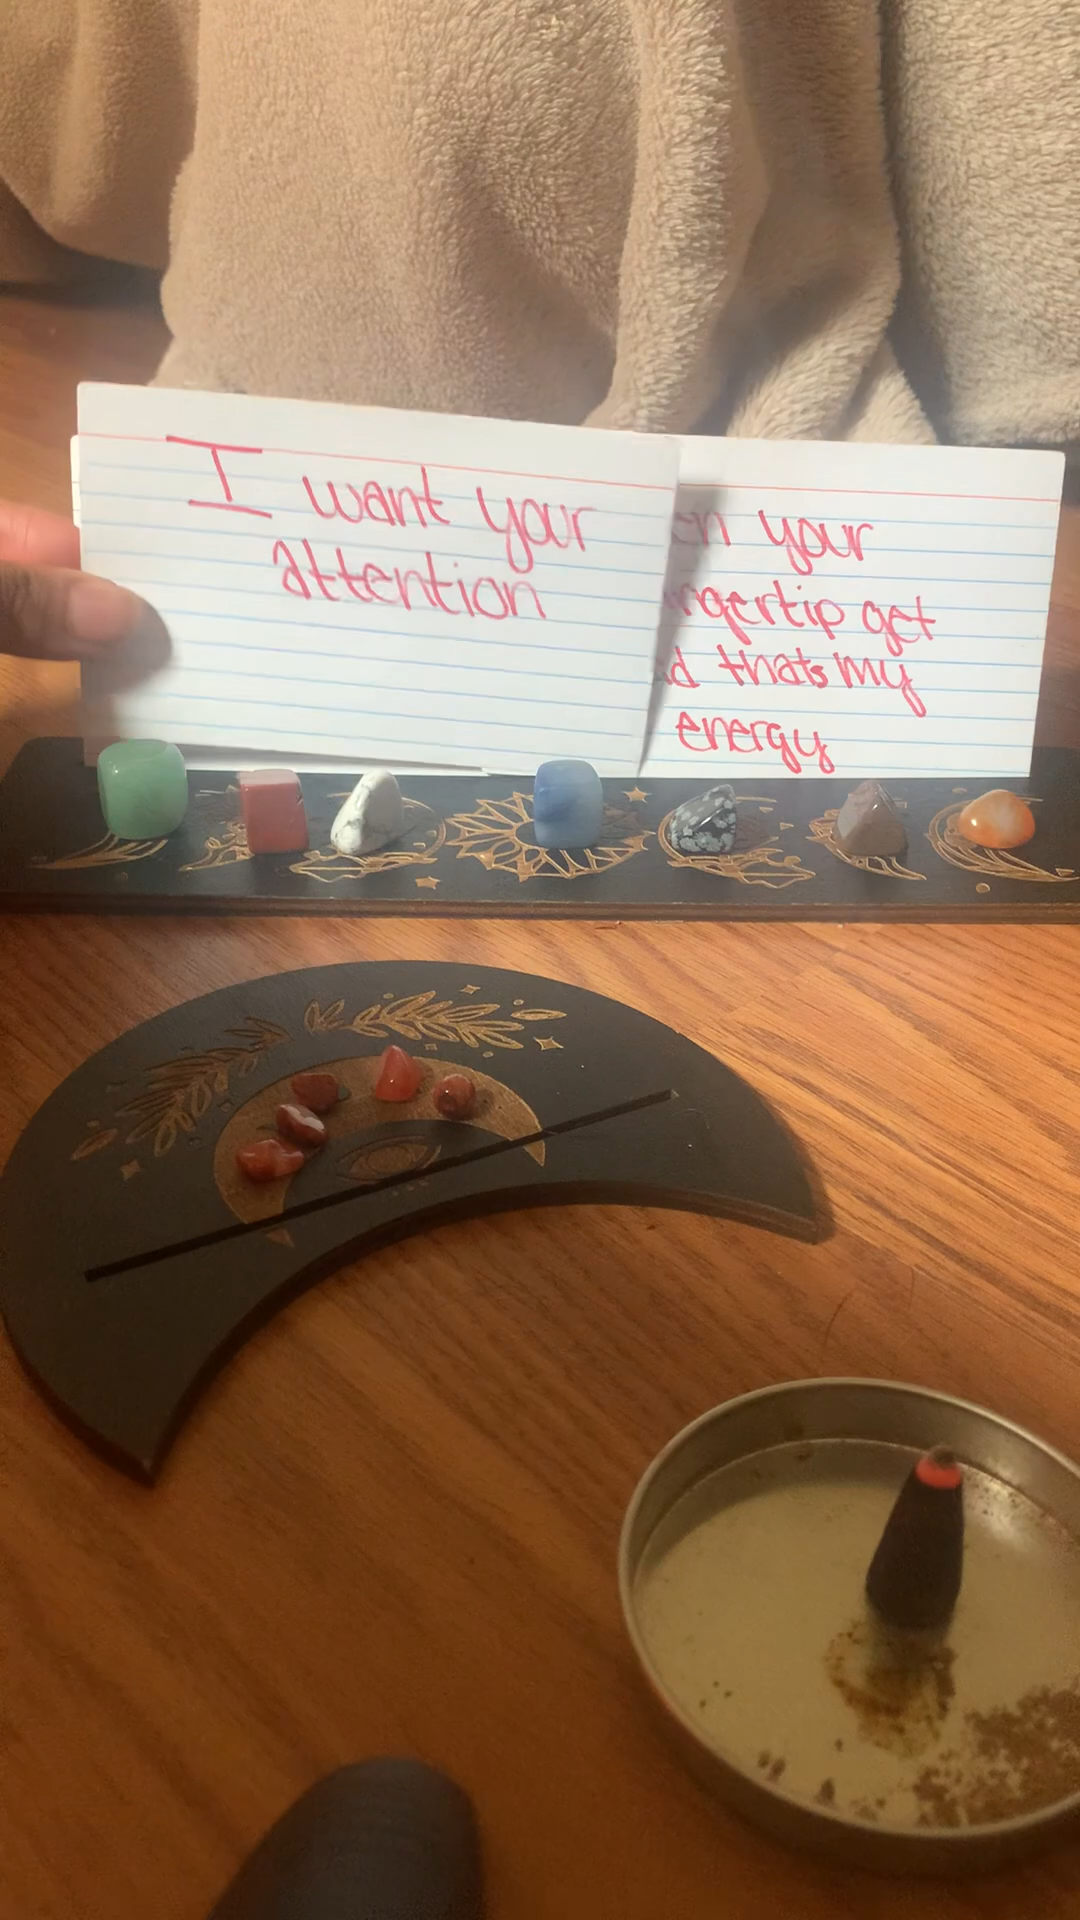 I want your
attention
your
get
thats my
energy